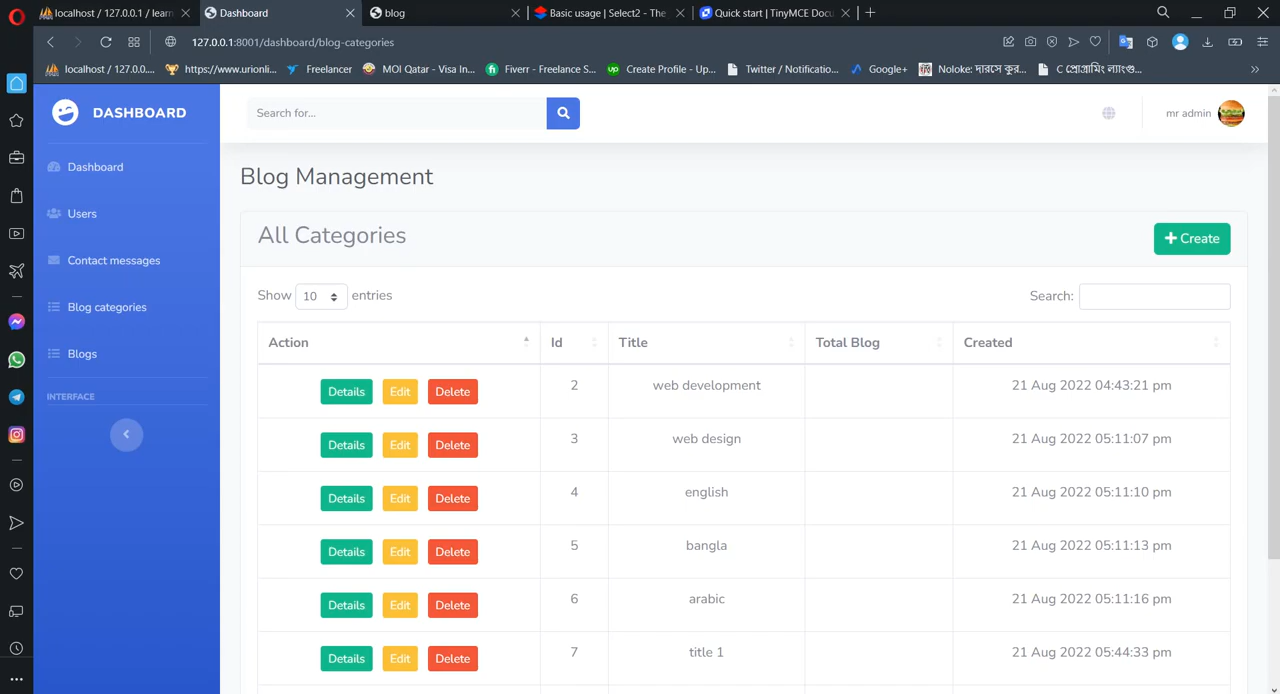 localhost / 127.0.0.1 / learn
Dashboard
blog
Basic usage | Select2 - The
Quick start | TinyMCE Docu
127.0.0.1:8001/dashboard/blog-categories
localhost / 127.0.0....
https://www.urionli...
Freelancer
MOI Qatar - Visa In...
Fiverr - Freelance S...
Create Profile - Up...
Twitter / Notificatio...
Google+
Noloke: দারসে কুর...
C প্রোগ্রামিং ল্যাংগু...
DASHBOARD
Search for...
mr admin
Dashboard
Users
Contact messages
Blog categories
Blogs
INTERFACE
Blog Management
All Categories
Create
Show 10 entries
Search:
Action Id Title Total Blog Created
Details Edit Delete 2 web development 21 Aug 2022 04:43:21 pm
Details Edit Delete 3 web design 21 Aug 2022 05:11:07 pm
Details Edit Delete 4 english 21 Aug 2022 05:11:10 pm
Details Edit Delete 5 bangla 21 Aug 2022 05:11:13 pm
Details Edit Delete 6 arabic 21 Aug 2022 05:11:16 pm
Details Edit Delete 7 title 1 21 Aug 2022 05:44:33 pm